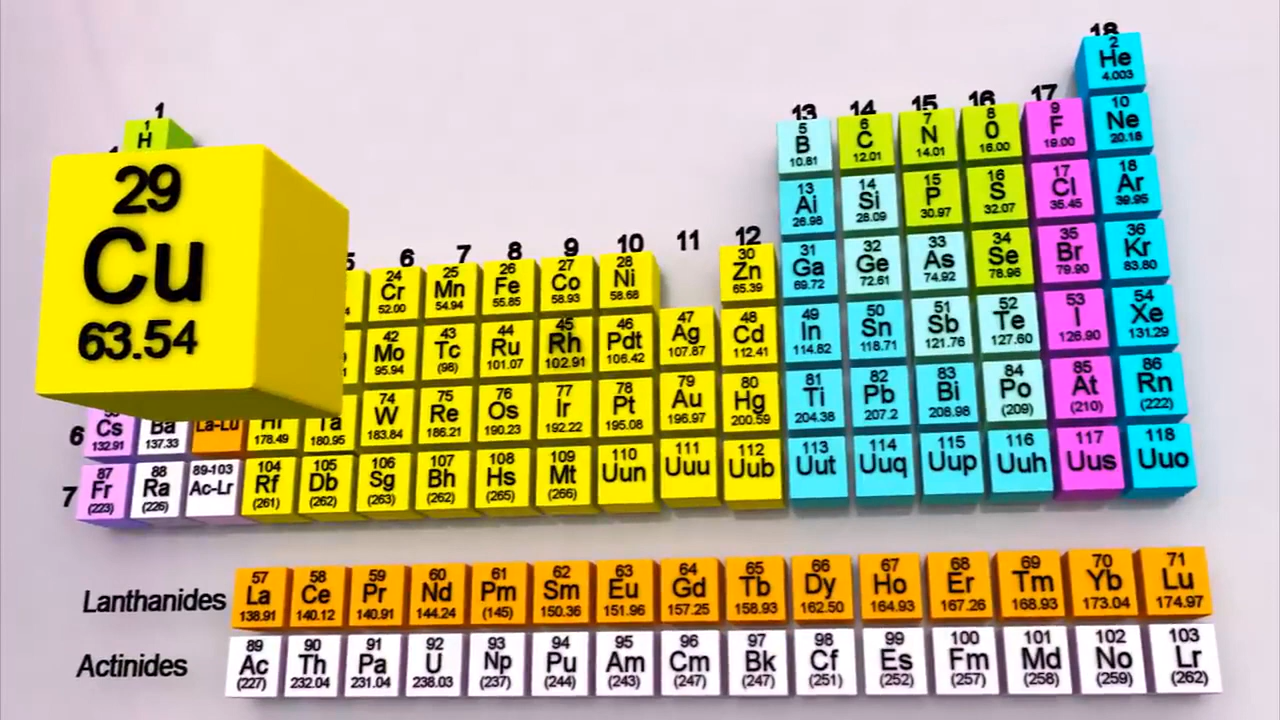 18
2 He 4.003
1 13 14 15 16 17
1 H 5 B 10.81 6 C 12.01 7 N 14.01 8 O 16.00 9 F 19.00 10 Ne 20.18
29 Cu 63.54
13 Ai 26.98 14 Si 28.09 15 P 30.97 16 S 32.07 17 Cl 35.45 18 Ar 39.95
5 6 7 8 9 10 11 12
24 Cr 52.00 25 Mn 54.94 26 Fe 55.85 27 Co 58.93 28 Ni 58.68 30 Zn 65.39 31 Ga 69.72 32 Ge 72.61 33 As 74.92 34 Se 78.96 35 Br 79.90 36 Kr 83.80
42 Mo 95.94 43 Tc (98) 44 Ru 101.07 45 Rh 102.91 46 Pdt 106.42 47 Ag 107.87 48 Cd 112.41 49 In 114.82 50 Sn 118.71 51 Sb 121.76 52 Te 127.60 53 I 126.90 54 Xe 131.29
6 55 Cs 132.91 Ba 137.33 La-Lu Hf 178.49 Ta 180.95 74 W 183.84 75 Re 186.21 76 Os 190.23 77 Ir 192.22 78 Pt 195.08 79 Au 196.97 80 Hg 200.59 81 Ti 204.38 82 Pb 207.2 83 Bi 208.98 84 Po (209) 85 At (210) 86 Rn (222)
7 87 Fr (223) 88 Ra (226) 89-103 Ac-Lr 104 Rf (261) 105 Db (262) 106 Sg (263) 107 Bh (262) 108 Hs (265) 109 Mt (266) 110 Uun 111 Uuu 112 Uub 113 Uut 114 Uuq 115 Uup 116 Uuh 117 Uus 118 Uuo
Lanthanides 57 La 138.91 58 Ce 140.12 59 Pr 140.91 60 Nd 144.24 61 Pm (145) 62 Sm 150.36 63 Eu 151.96 64 Gd 157.25 65 Tb 158.93 66 Dy 162.50 67 Ho 164.93 68 Er 167.26 69 Tm 168.93 70 Yb 173.04 71 Lu 174.97
Actinides 89 Ac (227) 90 Th 232.04 91 Pa 231.04 92 U 238.03 93 Np (237) 94 Pu (244) 95 Am (243) 96 Cm (247) 97 Bk (247) 98 Cf (251) 99 Es (252) 100 Fm (257) 101 Md (258) 102 No (259) 103 Lr (262)